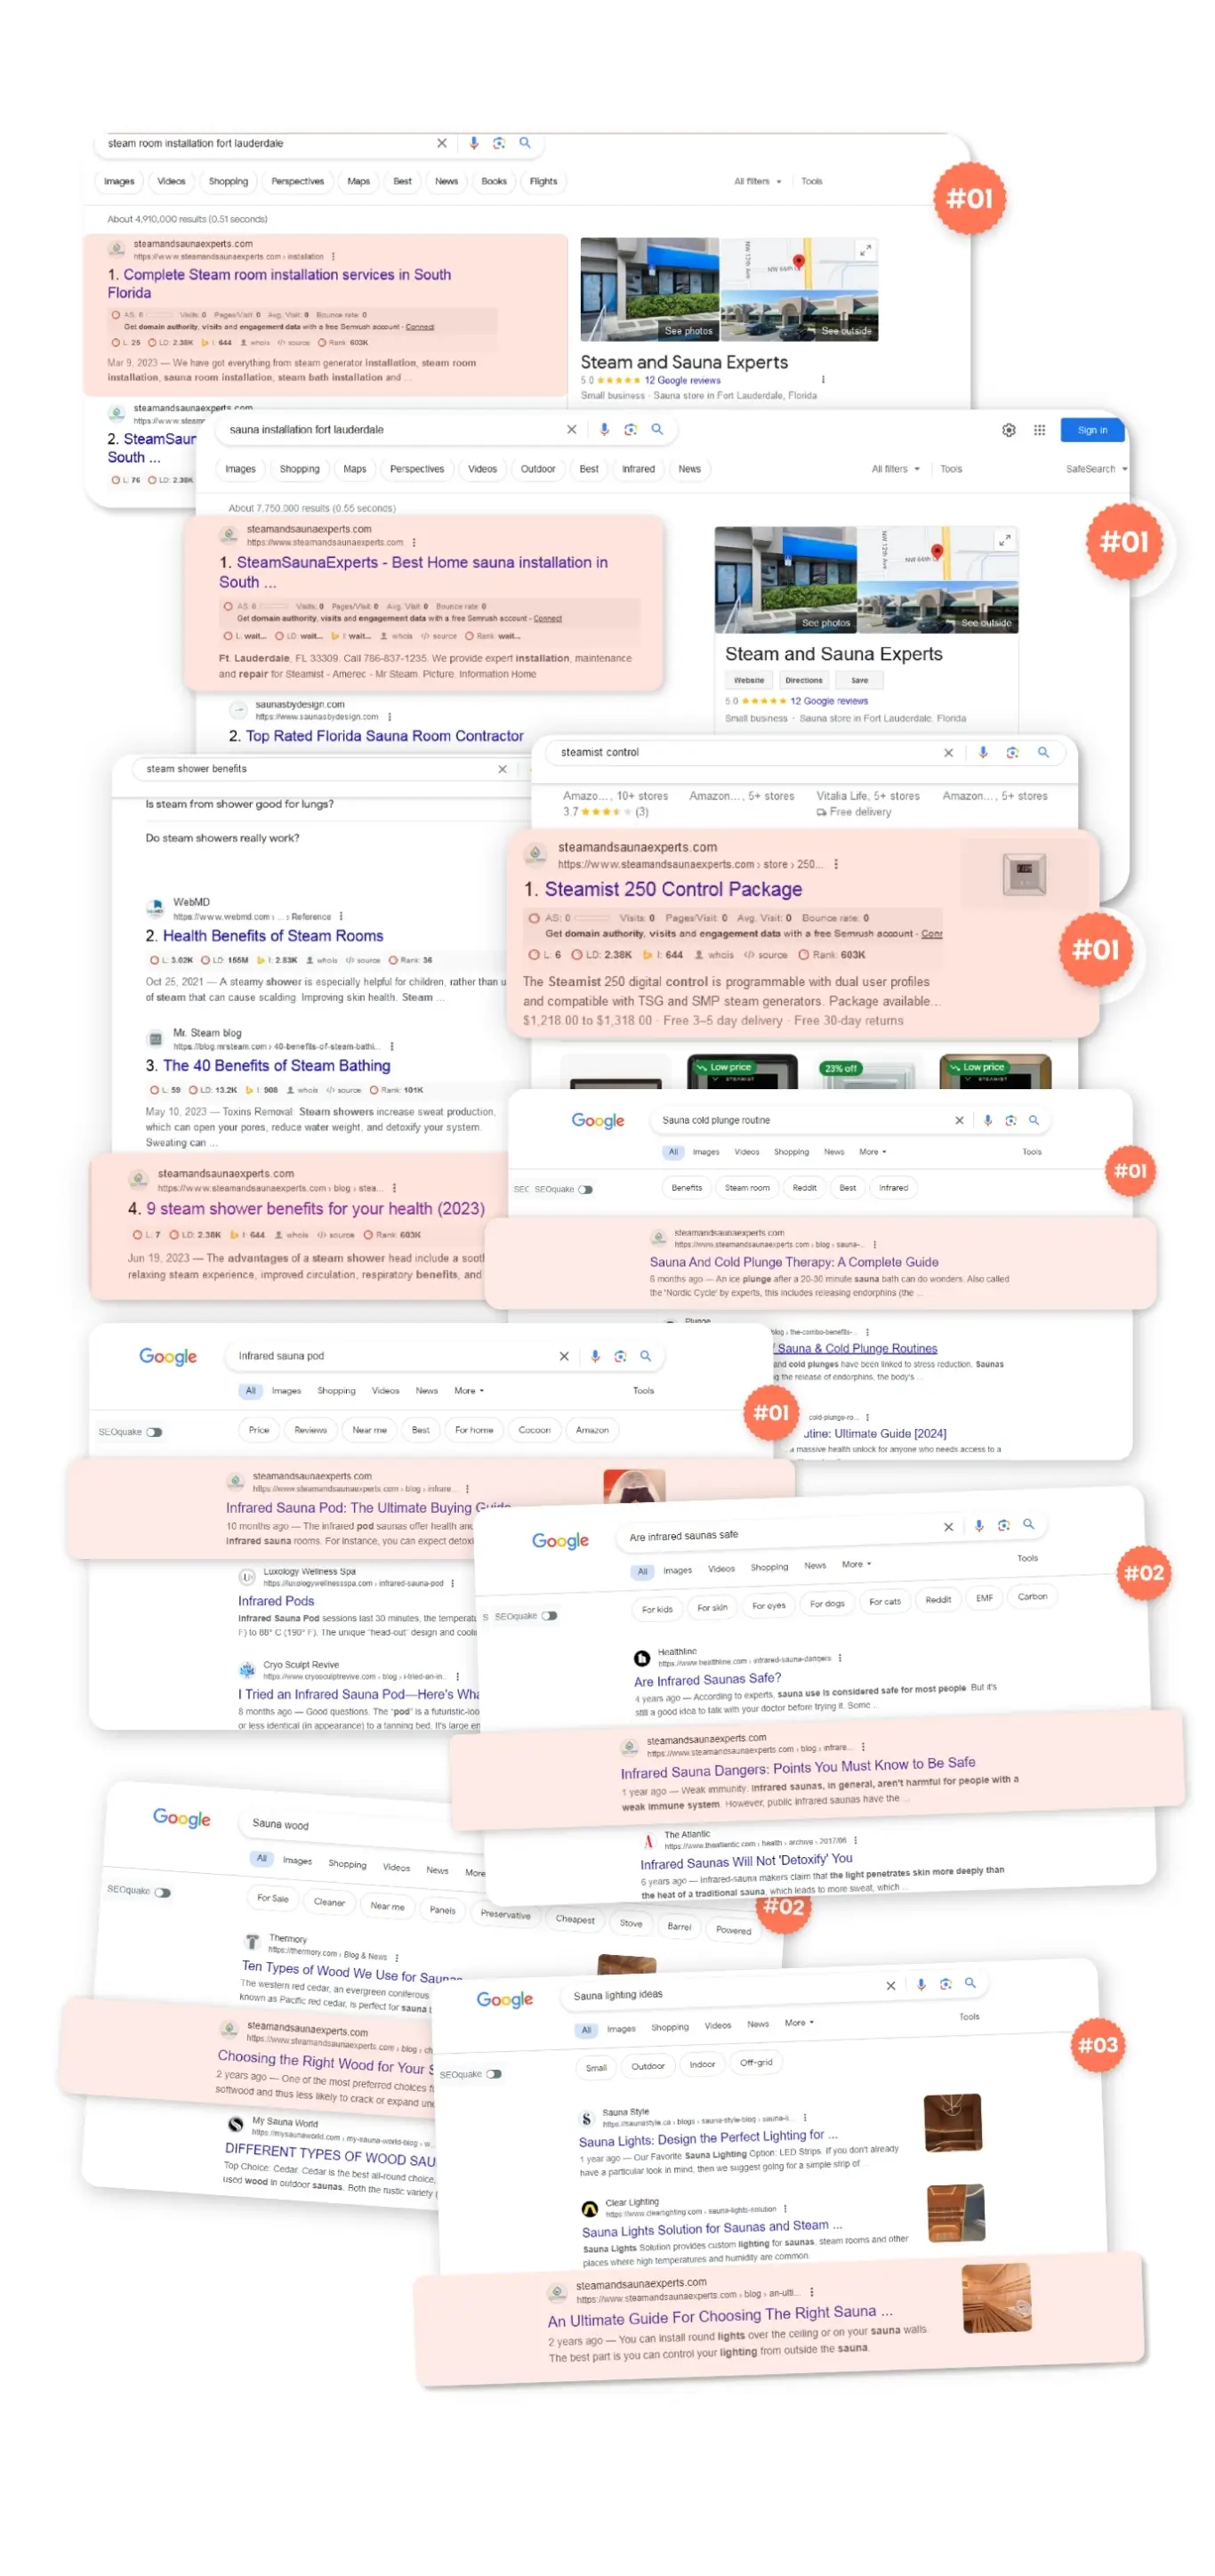 steam room installation fort lauderdale
Images Videos Shopping Perspectives Maps Best News Books Flights
All filters Tools
About 4,910,000 results (0.51 seconds)
#01
steamandsaunaexperts.com
https://www.steamandsaunaexperts.com › installation
1. Complete Steam room installation services in South
Florida
AS: 0 Visits: 0 Pages/Visit: 0 Avg. Visit: 0 Bounce rate: 0
Get domain authority, visits and engagement data with a free Semrush account - Connect
L: 25 LD: 2.38K I: 644 whois source Rank: 603K
Mar 9, 2023 — We have got everything from steam generator installation, steam room
installation, sauna room installation, steam bath installation and ...
See photos
See outside
Steam and Sauna Experts
5.0 12 Google reviews
Small business · Sauna store in Fort Lauderdale, Florida
steamandsaunaexperts.com
https://www.steam
2. SteamSaun
South ...
L: 76 LD: 2.38K
sauna installation fort lauderdale
Sign in
Images Shopping Maps Perspectives Videos Outdoor Best Infrared News
All filters Tools
SafeSearch
About 7,750,000 results (0.55 seconds)
#01
steamandsaunaexperts.com
https://www.steamandsaunaexperts.com
1. SteamSaunaExperts - Best Home sauna installation in
South ...
AS: 0 Visits: 0 Pages/Visit: 0 Avg. Visit: 0 Bounce rate: 0
Get domain authority, visits and engagement data with a free Semrush account - Connect
L: wait... LD: wait... I: wait... whois source Rank: wait...
Ft. Lauderdale, FL 33309. Call 786-837-1235. We provide expert installation, maintenance
and repair for Steamist - Amerec - Mr Steam. Picture. Information Home
NW 12th Ave
See photos
See outside
Steam and Sauna Experts
Website Directions Save
5.0 12 Google reviews
Small business · Sauna store in Fort Lauderdale, Florida
saunasbydesign.com
https://www.saunasbydesign.com
2. Top Rated Florida Sauna Room Contractor
steam shower benefits
Is steam from shower good for lungs?
Do steam showers really work?
WebMD
https://www.webmd.com › ... › Reference
2. Health Benefits of Steam Rooms
L: 3.02K LD: 155M I: 2.83K whois source Rank: 36
Oct 25, 2021 — A steamy shower is especially helpful for children, rather than u
of steam that can cause scalding. Improving skin health. Steam ...
Mr. Steam blog
https://blog.mrsteam.com › 40-benefits-of-steam-bathi...
3. The 40 Benefits of Steam Bathing
L: 59 LD: 13.2K I: 908 whois source Rank: 101K
May 10, 2023 — Toxins Removal: Steam showers increase sweat production,
which can open your pores, reduce water weight, and detoxify your system.
Sweating can ...
steamandsaunaexperts.com
https://www.steamandsaunaexperts.com › blog › stea...
4. 9 steam shower benefits for your health (2023)
L: 7 LD: 2.38K I: 644 whois source Rank: 603K
Jun 19, 2023 — The advantages of a steam shower head include a sooth
relaxing steam experience, improved circulation, respiratory benefits, and
steamist control
Amazo..., 10+ stores Amazon..., 5+ stores Vitalia Life, 5+ stores Amazon..., 5+ stores
3.7 (3) Free delivery
steamandsaunaexperts.com
https://www.steamandsaunaexperts.com › store › 250...
1. Steamist 250 Control Package
AS: 0 Visits: 0 Pages/Visit: 0 Avg. Visit: 0 Bounce rate: 0
Get domain authority, visits and engagement data with a free Semrush account - Conr
L: 6 LD: 2.38K I: 644 whois source Rank: 603K
#01
The Steamist 250 digital control is programmable with dual user profiles
and compatible with TSG and SMP steam generators. Package available...
$1,218.00 to $1,318.00 · Free 3–5 day delivery · Free 30-day returns
Low price 23% off Low price
Google
Sauna cold plunge routine
All Images Videos Shopping News More Tools
#01
SEC SEOquake
Benefits Steam room Reddit Best Infrared
steamandsaunaexperts.com
https://www.steamandsaunaexperts.com › blog › sauna-...
Sauna And Cold Plunge Therapy: A Complete Guide
6 months ago — An ice plunge after a 20-30 minute sauna bath can do wonders. Also called
the 'Nordic Cycle' by experts, this includes releasing endorphins (the ...
Plunge
blog › the-combo-benefits-...
Sauna & Cold Plunge Routines
and cold plunges have been linked to stress reduction. Saunas
g the release of endorphins, the body's ...
cold-plunge-ro...
utine: Ultimate Guide [2024]
a massive health unlock for anyone who needs access to a
Google
Infrared sauna pod
All Images Shopping Videos News More Tools
#01
SEOquake
Price Reviews Near me Best For home Cocoon Amazon
steamandsaunaexperts.com
https://www.steamandsaunaexperts.com › blog › infrare...
Infrared Sauna Pod: The Ultimate Buying Guide
10 months ago — The infrared pod saunas offer health and
infrared sauna rooms. For instance, you can expect detoxi
Luxology Wellness Spa
https://luxologywellnessspa.com › infrared-sauna-pod
Infrared Pods
Infrared Sauna Pod sessions last 30 minutes, the temperatu
F) to 88° C (190° F). The unique "head-out" design and cooli
Cryo Sculpt Revive
https://www.cryosculptrevive.com › blog › i-tried-an-in...
I Tried an Infrared Sauna Pod—Here's Wha
8 months ago — Good questions. The "pod" is a futuristic-loo
or less identical (in appearance) to a tanning bed. It's large en
Google
Are infrared saunas safe
All Images Videos Shopping News More Tools
#02
S SEOquake
For kids For skin For eyes For dogs For cats Reddit EMF Carbon
Healthline
https://www.healthline.com › infrared-sauna-dangers
Are Infrared Saunas Safe?
4 years ago — According to experts, sauna use is considered safe for most people. But it's
still a good idea to talk with your doctor before trying it. Some ...
steamandsaunaexperts.com
https://www.steamandsaunaexperts.com › blog › infrare...
Infrared Sauna Dangers: Points You Must Know to Be Safe
1 year ago — Weak immunity: Infrared saunas, in general, aren't harmful for people with a
weak immune system. However, public infrared saunas have the ...
The Atlantic
https://www.theatlantic.com › health › archive › 2017/06
Infrared Saunas Will Not 'Detoxify' You
6 years ago — Infrared-sauna makers claim that the light penetrates skin more deeply than
the heat of a traditional sauna, which leads to more sweat, which ...
Google
Sauna wood
All Images Shopping Videos News More
SEOquake
For Sale Cleaner Near me Panels Preservative Cheapest Stove Barrel Powered
#02
Thermory
https://thermory.com › Blog & News
Ten Types of Wood We Use for Saunas
The western red cedar, an evergreen coniferous
known as Pacific red cedar, is perfect for sauna
steamandsaunaexperts.com
https://www.steamandsaunaexperts.com › blog › ch
Choosing the Right Wood for Your S
2 years ago — One of the most preferred choices f
softwood and thus less likely to crack or expand und
My Sauna World
https://mysaunaworld.com › my-sauna-world-blog › w...
DIFFERENT TYPES OF WOOD SAU
Top Choice: Cedar. Cedar is the best all-round choice,
used wood in outdoor saunas. Both the rustic variety (
Google
Sauna lighting ideas
All Images Shopping Videos News More Tools
#03
SEOquake
Small Outdoor Indoor Off-grid
Sauna Style
https://saunastyle.ca › blogs › sauna-style-blog › sauna-li...
Sauna Lights: Design the Perfect Lighting for ...
1 year ago — Our Favorite Sauna Lighting Option: LED Strips. If you don't already
have a particular look in mind, then we suggest going for a simple strip of ...
Clear Lighting
https://www.clearlighting.com › sauna-lights-solution
Sauna Lights Solution for Saunas and Steam ...
Sauna Lights Solution provides custom lighting for saunas, steam rooms and other
places where high temperatures and humidity are common.
steamandsaunaexperts.com
https://www.steamandsaunaexperts.com › blog › an-ulti...
An Ultimate Guide For Choosing The Right Sauna ...
2 years ago — You can install round lights over the ceiling or on your sauna walls.
The best part is you can control your lighting from outside the sauna.